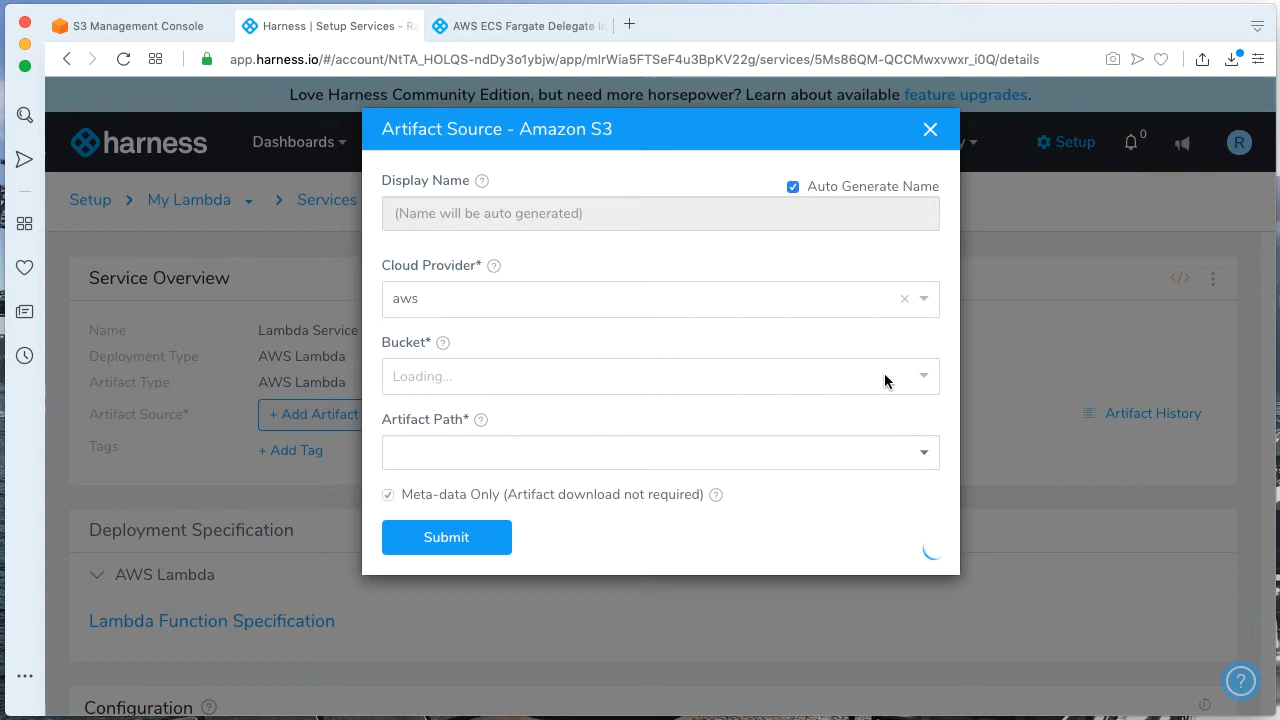 S3 Management Console
Harness | Setup Services - Ra
AWS ECS Fargate Delegate In
app.harness.io/#/account/NtTA_HOLQS-ndDy3o1ybjw/app/mlrWia5FTSeF4u3BpKV22g/services/5Ms86QM-QCCMwxvwxr_i0Q/details
Love Harness Community Edition, but need more horsepower? Learn about available feature upgrades.
harness
Dashboards
y
Setup
0
R
Setup > My Lambda > Services
Artifact Source - Amazon S3
Display Name
Auto Generate Name
(Name will be auto generated)
Cloud Provider*
aws
Bucket*
Loading...
Artifact Path*
Meta-data Only (Artifact download not required)
Submit
Service Overview
Name Lambda Service
Deployment Type AWS Lambda
Artifact Type AWS Lambda
Artifact Source* + Add Artifact
Artifact History
Tags + Add Tag
Deployment Specification
AWS Lambda
Lambda Function Specification
Configuration